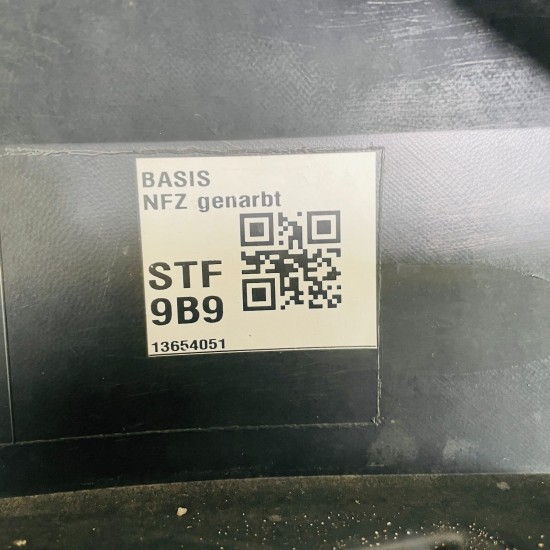 BASIS
NFZ genarbt
STF
9B9
13654051